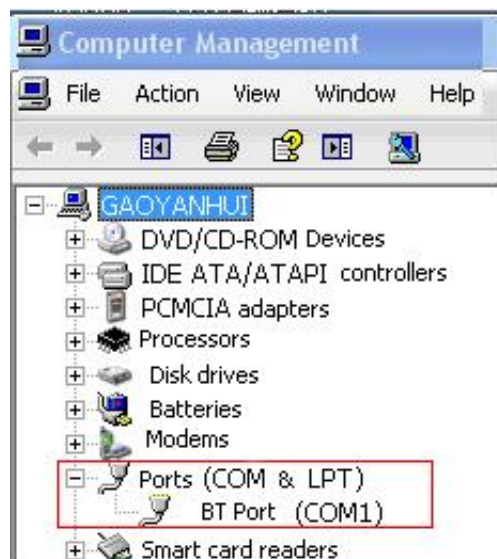 Computer Management
File Action View Window Help
GAOYANHUI
DVD/CD-ROM Devices
IDE ATA/ATAPI controllers
PCMCIA adapters
Processors
Disk drives
Batteries
Modems
Ports (COM & LPT)
BT Port (COM1)
Smart card readers